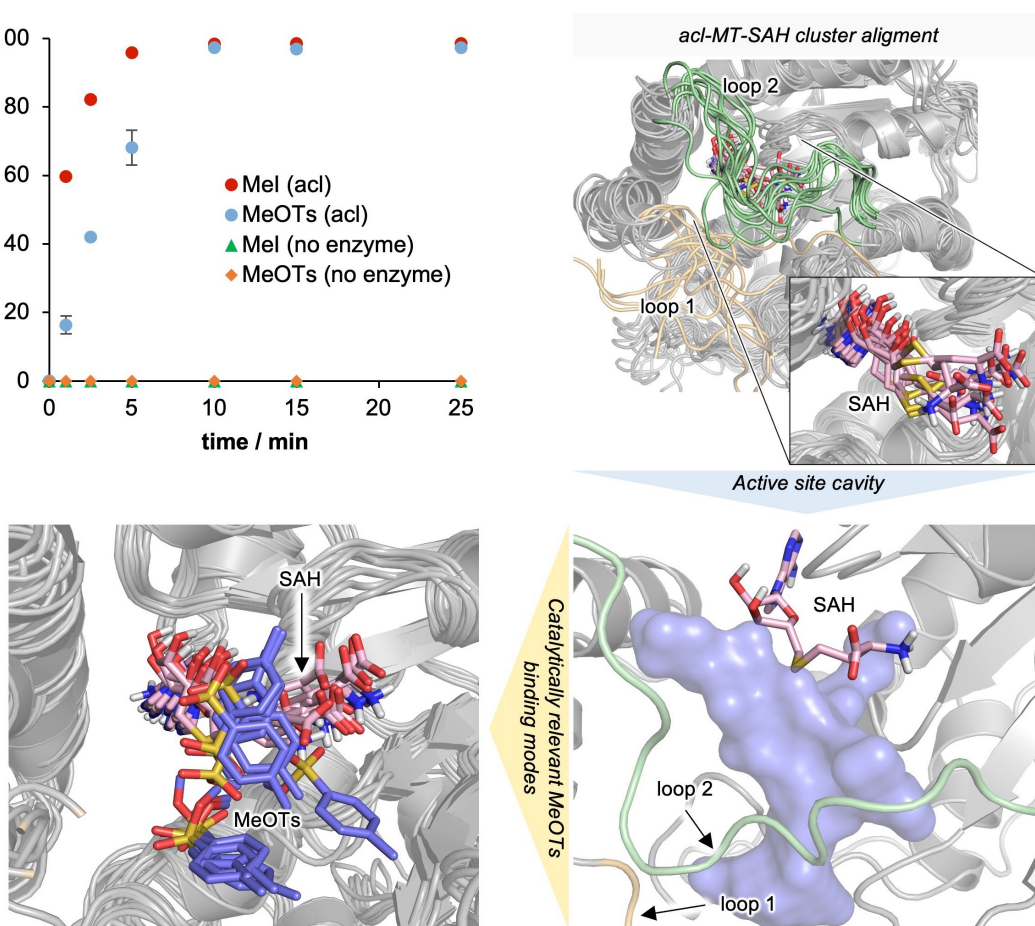 00
80
60
40
20
0
0
5
10
15
20
25
time / min
MeI (acl)
MeOTs (acl)
MeI (no enzyme)
MeOTs (no enzyme)
acl-MT-SAH cluster aligment
loop 2
loop 1
SAH
Active site cavity
SAH
MeOTs
Catalytically relevant MeOTs
binding modes
SAH
loop 2
loop 1